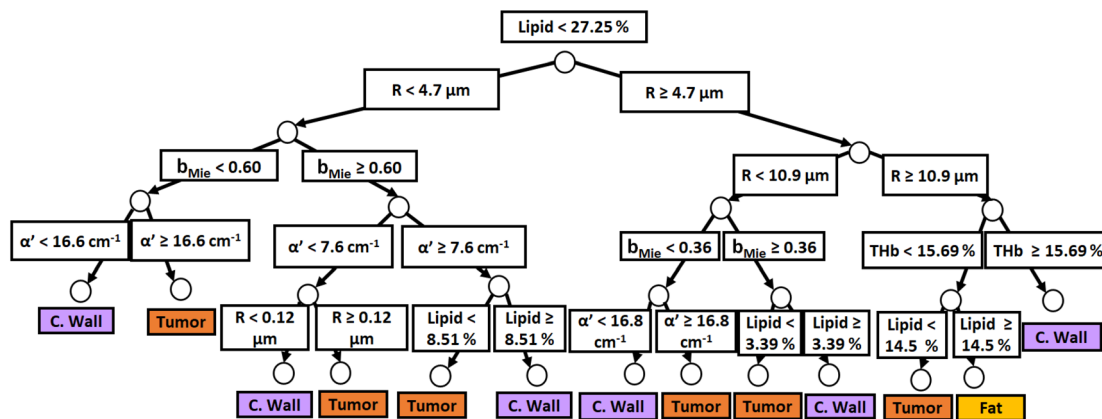 Lipid < 27.25 %
R < 4.7 µm
R ≥ 4.7 µm
bMie < 0.60
bMie ≥ 0.60
R < 10.9 µm
R ≥ 10.9 µm
α’ < 16.6 cm⁻¹
α’ ≥ 16.6 cm⁻¹
α’ < 7.6 cm⁻¹
α’ ≥ 7.6 cm⁻¹
bMie < 0.36
bMie ≥ 0.36
THb < 15.69 %
THb ≥ 15.69 %
C. Wall
Tumor
R < 0.12
µm
R ≥ 0.12
µm
Lipid <
8.51 %
Lipid ≥
8.51 %
α’ < 16.8
cm⁻¹
α’ ≥ 16.8
cm⁻¹
Lipid <
3.39 %
Lipid ≥
3.39 %
Lipid <
14.5 %
Lipid ≥
14.5 %
C. Wall
C. Wall
Tumor
Tumor
C. Wall
C. Wall
Tumor
Tumor
C. Wall
Tumor
Fat